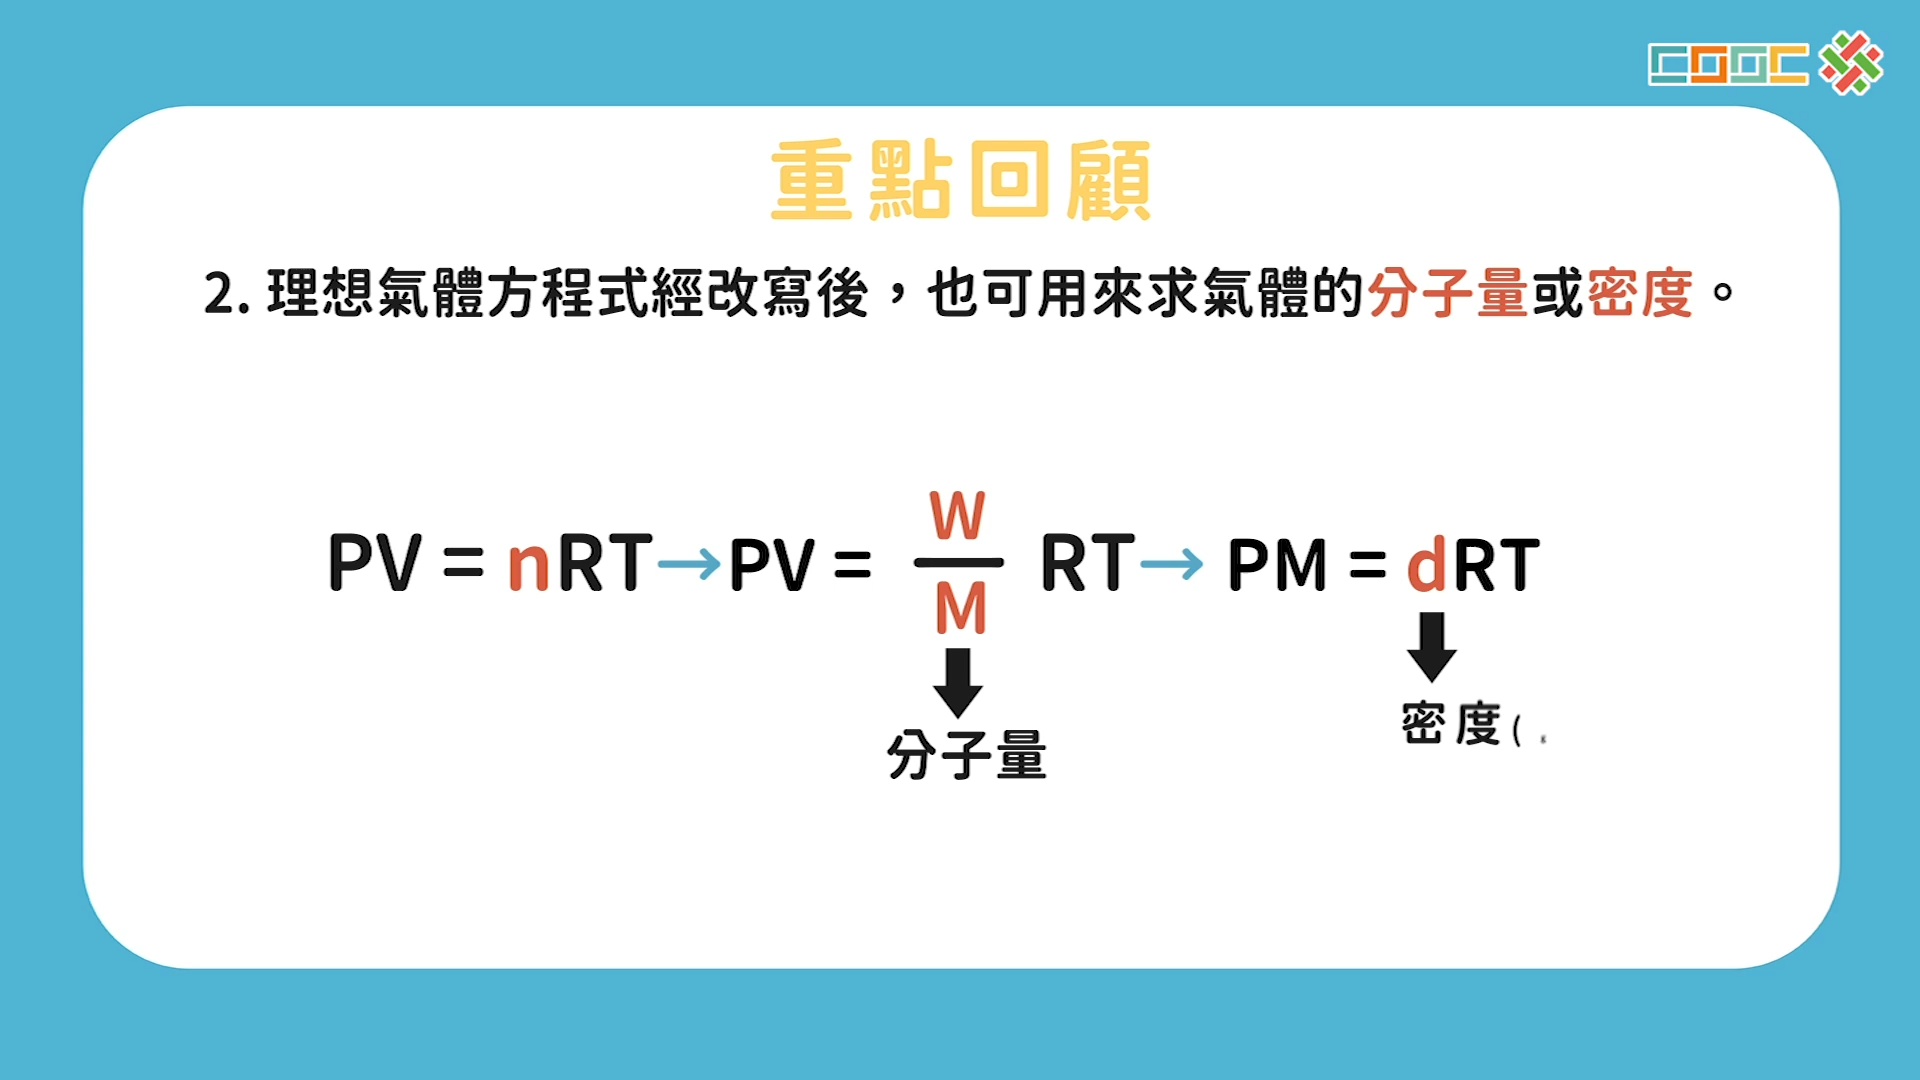 COOC
重點回顧
2. 理想氣體方程式經改寫後，也可用來求氣體的分子量或密度。
PV = nRT→PV = W/M RT→ PM = dRT
分子量
密度(